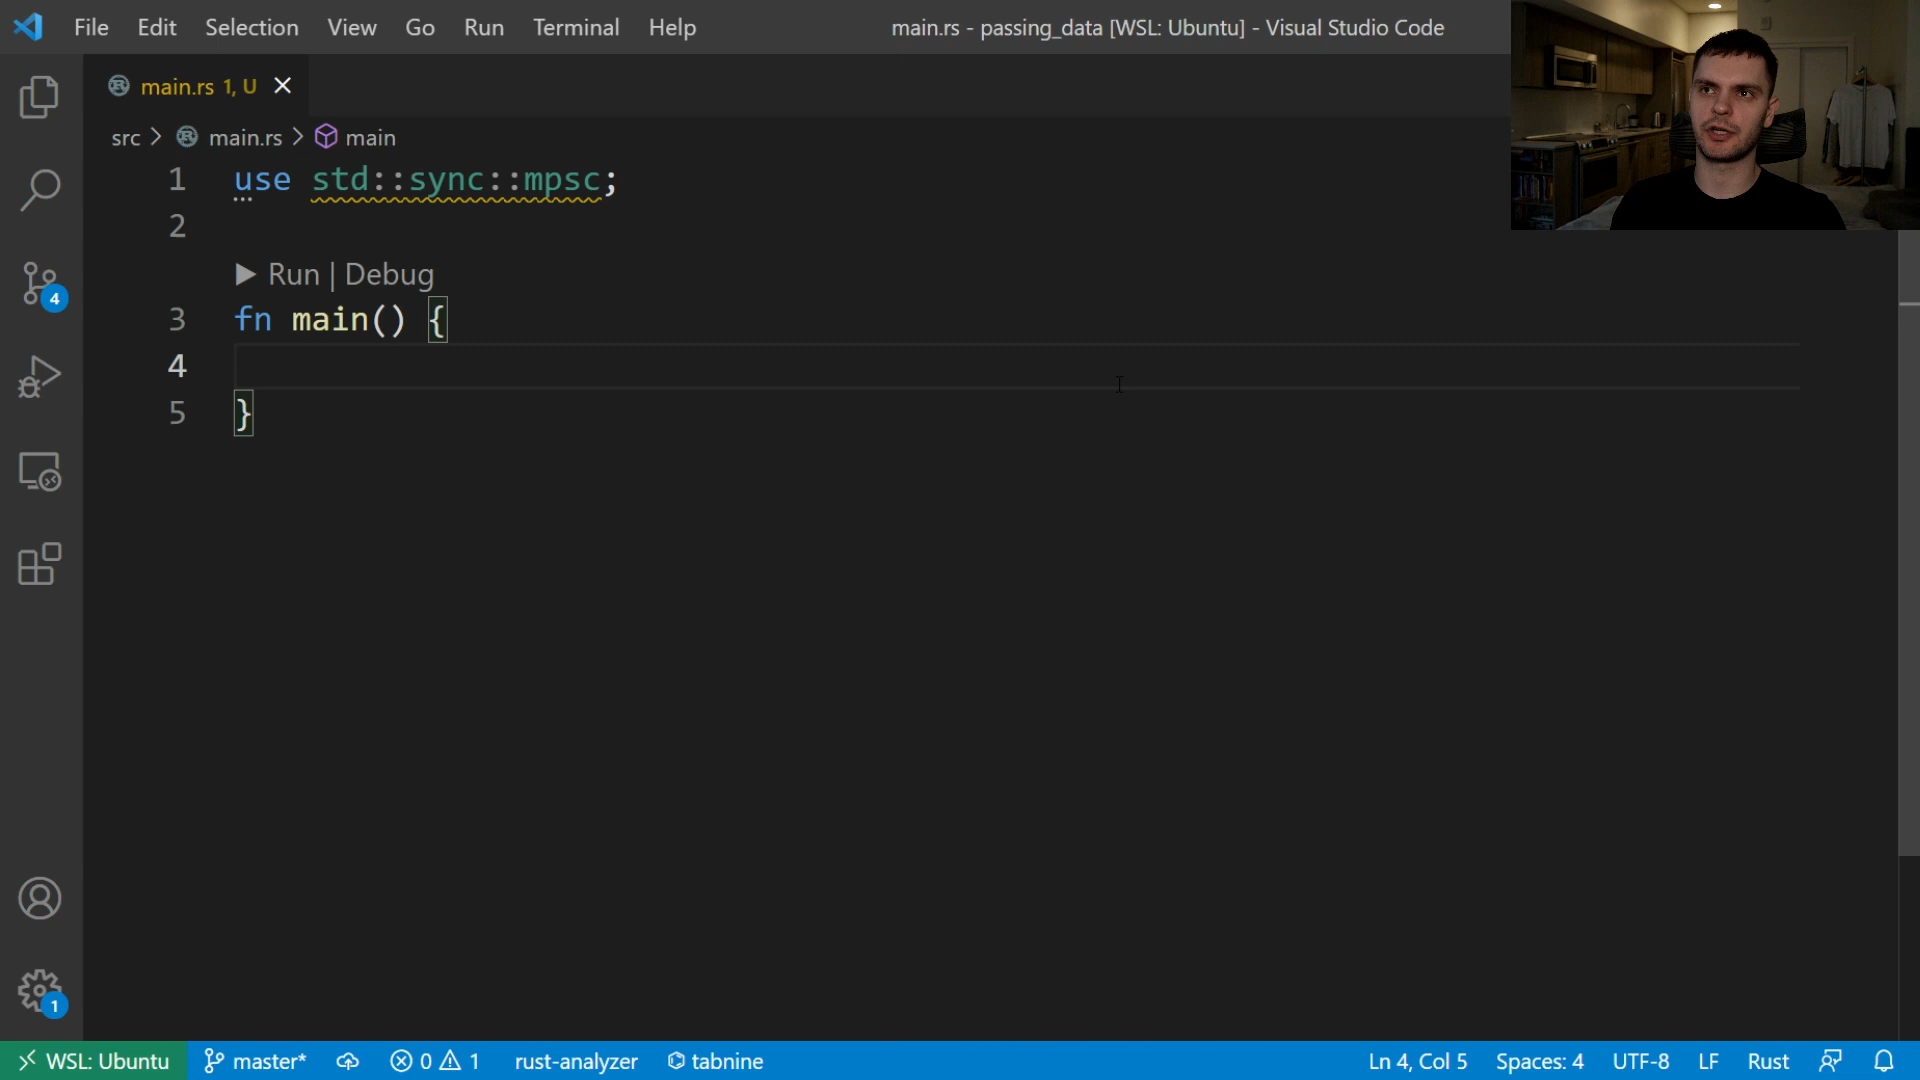 File Edit Selection View Go Run Terminal Help main.rs - passing_data [WSL: Ubuntu] - Visual Studio Code
main.rs 1, U
src > main.rs > main
1 use std::sync::mpsc;
2
Run | Debug
3 fn main() {
4
5 }
4
1
WSL: Ubuntu master* 0 1 rust-analyzer tabnine Ln 4, Col 5 Spaces: 4 UTF-8 LF Rust